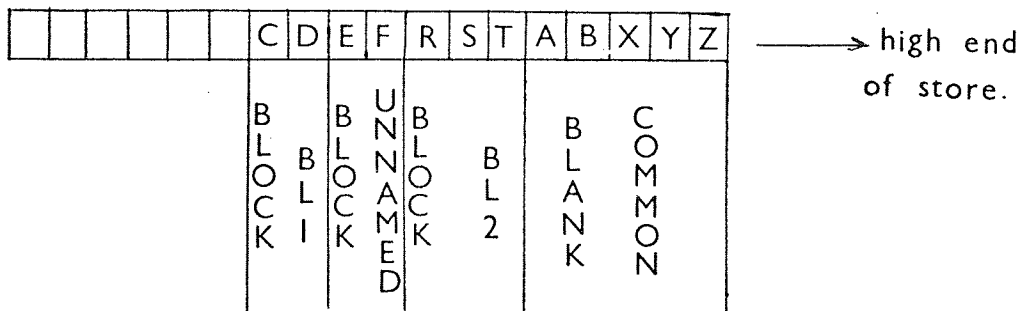 C D E F R S T A B X Y Z → high end
of store.
BLOCK BL1 BLOCK UNNAMED BLOCK BL2 BLANK COMMON